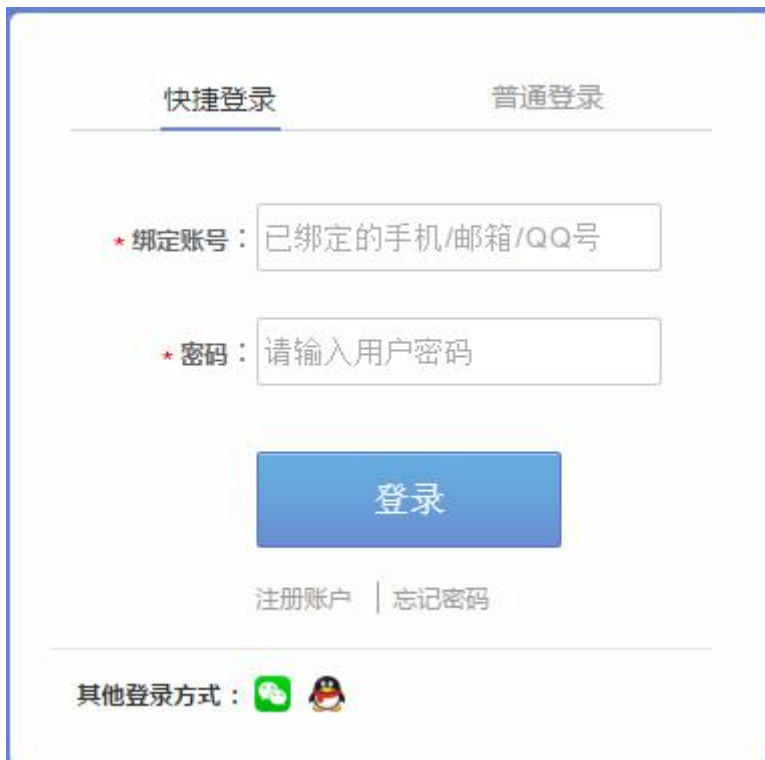 快捷登录 普通登录
* 绑定账号： 已绑定的手机/邮箱/QQ号
* 密码： 请输入用户密码
登录
注册账户 | 忘记密码
其他登录方式：